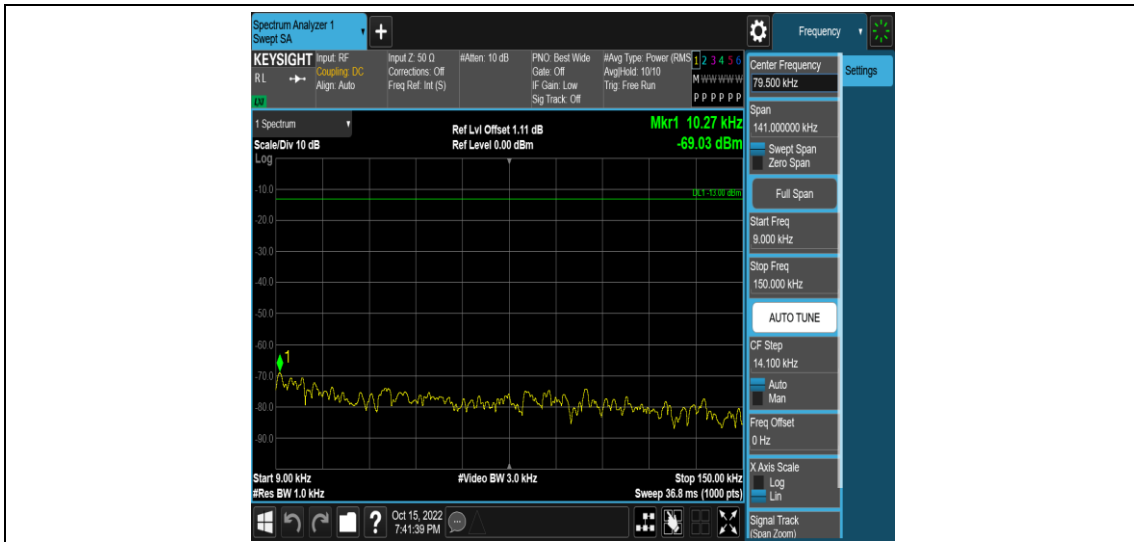 Spectrum Analyzer 1
Swept SA
+
Frequency
KEYSIGHT
RL
LM
Input: RF
Coupling: DC
Align: Auto
Input Z: 50 Ω
Corrections: Off
Freq Ref: Int (S)
#Atten: 10 dB
PNO: Best Wide
Gate: Off
IF Gain: Low
Sig Track: Off
#Avg Type: Power (RMS
Avg|Hold: 10/10
Trig: Free Run
1 2 3 4 5 6
M W W W W W
P P P P P P
1 Spectrum
Scale/Div 10 dB
Log
Ref Lvl Offset 1.11 dB
Ref Level 0.00 dBm
Mkr1 10.27 kHz
-69.03 dBm
DL1 -13.00 dBm
-10.0
-20.0
-30.0
-40.0
-50.0
-60.0
-70.0
-80.0
-90.0
1
Start 9.00 kHz
#Res BW 1.0 kHz
#Video BW 3.0 kHz
Stop 150.00 kHz
Sweep 36.8 ms (1000 pts)
Center Frequency
79.500 kHz
Settings
Span
141.000000 kHz
Swept Span
Zero Span
Full Span
Start Freq
9.000 kHz
Stop Freq
150.000 kHz
AUTO TUNE
CF Step
14.100 kHz
Auto
Man
Freq Offset
0 Hz
X Axis Scale
Log
Lin
Signal Track
(Span Zoom)
?
Oct 15, 2022
7:41:39 PM